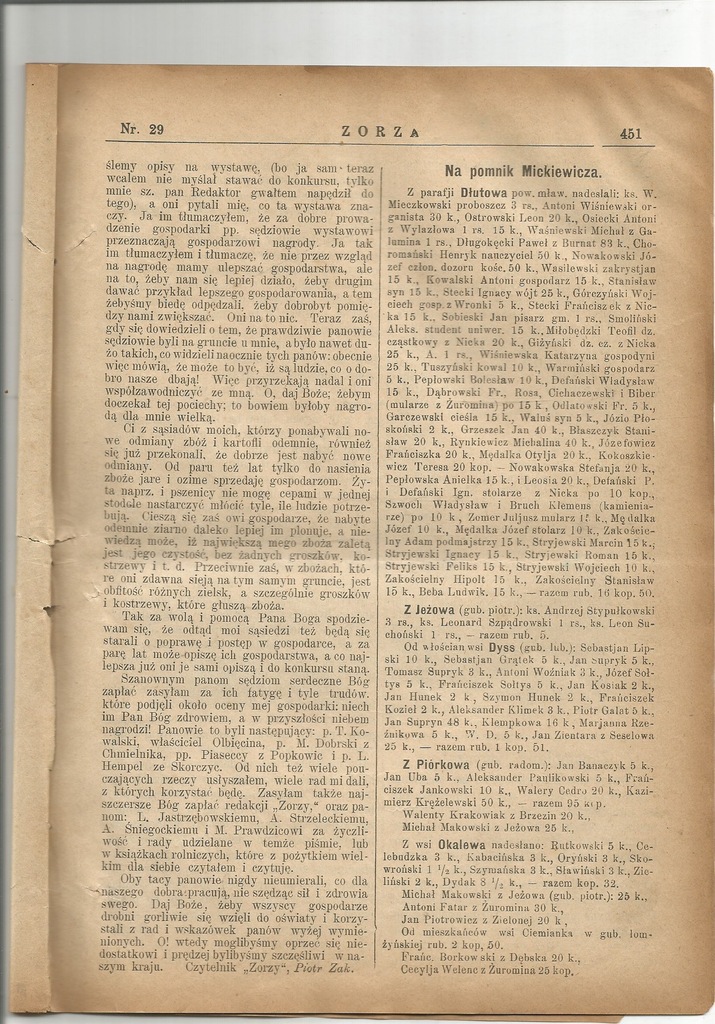 Nr. 29
ZORZA
451
ślemy opisy na wystawę, (bo ja sam teraz
wcalem nie myślał stawać do konkursu, tylko
mnie sz. pan Redaktor gwałtem napędził do
tego), a oni pytali mię, co ta wystawa zna-
czy. Ja im tłumaczyłem, że za dobre prowa-
dzenie gospodarki pp. sędziowie wystawowi
przeznaczają gospodarzowi nagrody. Ja tak
im tłumaczyłem i tłumaczę, że nie przez wzgląd
na nagrodę mamy ulepszać gospodarstwa, ale
na to, żeby nam się lepiej działo, żeby drugim
dawać przykład lepszego gospodarowania, a tem
żebyśmy biedę odpędzali, żeby dobrobyt pomię-
dzy nami zwiększać. Oni na to nic. Teraz zaś,
gdy się dowiedzieli o tem, że prawdziwie panowie
sędziowie byli na gruncie u mnie, a było nawet du-
żo takich, co widzieli naocznie tych panów: obecnie
więc mówią, że może to być, iż są ludzie, co o do-
bro nasze dbają! Więc przyrzekają nadal i oni
współzawodniczyć ze mną. O, daj Boże; żebym
doczekał tej pociechy; to bowiem byłoby nagro-
dą dla mnie wielką.
Ci z sąsiadów moich, którzy ponabywali no-
we odmiany zbóż i kartofli odemnie, również
się już przekonali, że dobrze jest nabyć nowe
odmiany. Od paru też lat tylko do nasienia
zboże jare i ozime sprzedaję gospodarzom. Ży-
ta naprz. i pszenicy nie mogę cepami w jednej
stodole nastarczyć młócić tyle, ile ludzie potrze-
bują. Cieszą się zaś owi gospodarze, że nabyte
odemnie ziarno daleko lepiej im plonuje, a nie-
wiedzą może, iż największą mego zboża zaletą
jest jego czystość, bez żadnych groszków, ko-
strzewy i t. d. Przeciwnie zaś, w zbożach, któ-
re oni zdawna sieją na tym samym gruncie, jest
obfitość różnych zielsk, a szczególnie groszków
i kostrzewy, które głuszą zboża.
Tak za wolą i pomocą Pana Boga spodzie-
wam się, że odtąd moi sąsiedzi też będą się
starali o poprawę i postęp w gospodarce, a za
parę lat może opiszę ich gospodarstwa, a co naj-
lepsza już oni je sami opiszą i do konkursu staną.
Szanownym panom sędziom serdeczne Bóg
zapłać zasyłam za ich fatygę i tyle trudów,
które podjęli około oceny mej gospodarki: niech
im Pan Bóg zdrowiem, a w przyszłości niebem
nagrodzi! Panowie to byli następujący: p. T. Ko-
walski, właściciel Olbięcina, p. M. Dobrski z
Chmielnika, pp. Piaseccy z Popkowic i p. L.
Hempel ze Skorczyc. Od nich też wiele pou-
czających rzeczy usłyszałem, wiele rad mi dali,
z których korzystać będę. Zasyłam także naj-
szczersze Bóg zapłać redakcji „Zorzy,“ oraz pa-
nom: L. Jastrzębowskiemu, A. Strzeleckiemu,
A. Śniegockiemu i M. Prawdzicowi za życzli-
wość i rady udzielane w temże piśmie, lub
w książkach rolniczych, które z pożytkiem wiel-
kim dla siebie czytałem i czytuję.
Oby tacy panowie nigdy nieumierali, co dla
naszego dobra pracują, nie szędząc sił i zdrowia
swego. Daj Boże, żeby wszyscy gospodarze
drobni gorliwie się wzięli do oświaty i korzy-
stali z rad i wskazówek panów wyżej wymie-
nionych. O! wtedy moglibyśmy oprzeć się nie-
dostatkowi i prędzej bylibyśmy szczęśliwi w na-
szym kraju. Czytelnik „Zorzy“, Piotr Zak.
Na pomnik Mickiewicza.
Z parafji Dłutowa pow. mław. nadesłali: ks. W.
Mieczkowski proboszcz 3 rs., Antoni Wiśniewski or-
ganista 30 k., Ostrowski Leon 20 k., Osiecki Antoni
z Wylazłowa 1 rs. 15 k., Waśniewski Michał z Ga-
lumina 1 rs., Długokęcki Paweł z Burnat 83 k., Cho-
romański Henryk nauczyciel 50 k., Nowakowski Jó-
zef człon. dozoru kośc. 50 k., Wasilewski zakrystjan
15 k., Kowalski Antoni gospodarz 15 k., Stanisław
syn 15 k., Stecki Ignacy wójt 25 k., Górczyński Woj-
ciech gosp. z Wronki 5 k., Stecki Frańciszek z Nic-
ka 15 k., Sobieski Jan pisarz gm. 1 rs., Smoliński
Aleks. student uniwer. 15 k., Miłobędzki Teofil dz.
cząstkowy z Nicka 20 k., Giżyński dz. cz. z Nicka
25 k., A. 1 rs., Wiśniewska Katarzyna gospodyni
25 k., Tuszyński kowal 10 k., Warmiński gospodarz
5 k., Pepłowski Bolesław 10 k., Defański Władysław
15 k., Dąbrowski Fr., Rosa, Cichaczewski i Biber
(mularze z Żuromina) po 15 k., Odlatowski Fr. 5 k.,
Garczewski cieśla 15 k., Waluś syn 5 k., Józio Pło-
skoński 2 k., Grzeszek Jan 40 k., Błaszczyk Stani-
sław 20 k., Rynkiewicz Michalina 40 k., Józefowicz
Frańciszka 20 k., Mędalka Otylja 20 k., Kokoszkie-
wicz Teresa 20 kop. — Nowakowska Stefanja 20 k.,
Pepłowska Anielka 15 k., i Leosia 20 k., Defański P.
i Defański Ign. stolarze z Nicka po 10 kop.,
Szwoch Władysław i Bruch Klemens (kamienia-
rze) po 10 k., Zomer Juljusz mularz k., Mędalka
Józef 10 k., Mędalka Józef stolarz 10 k., Zakościel-
ny Adam podmajstrzy 15 k., Stryjewski Marcin 15 k.,
Stryjewski Ignacy 15 k., Stryjewski Roman 15 k.,
Stryjewski Feliks 15 k., Stryjewski Wojciech 10 k.,
Zakościelny Hipolt 15 k., Zakościelny Stanisław
15 k., Beba Ludwik. 15 k., — razem rub. 16 kop. 50.
Z Jeżowa (gub. piotr.): ks. Andrzej Stypułkowski
3 rs., ks. Leonard Szpądrowski 1 rs., ks. Leon Su-
choński 1 rs., — razem rub. 5.
Od włościan wsi Dyss (gub. lub.): Sebastjan Lip-
ski 10 k., Sebastjan Grątek 5 k., Jan Supryk 5 k.,
Tomasz Supryk 3 k., Antoni Woźniak 3 k., Józef Soł-
tys 5 k., Frańciszek Sołtys 5 k., Jan Kosiak 2 k.,
Jan Hunek 2 k., Szymon Hunek 2 k., Frańciszek
Kozieł 2 k., Aleksander Klimek 3 k., Piotr Gałat 5 k.,
Jan Supryn 48 k., Klempkowa 16 k., Marjanna Rze-
źnikowa 5 k., W. D. 5 k., Jan Zientara z Seselowa
25 k., — razem rub. 1 kop. 51.
Z Piórkowa (gub. radom.): Jan Banaczyk 5 k.,
Jan Uba 5 k., Aleksander Paulikowski 5 k., Frań-
ciszek Jankowski 10 k., Walery Cedro 20 k., Kazi-
mierz Krężelewski 50 k., — razem 95 kop.
Walenty Krakowiak z Brzezin 20 k.,
Michał Makowski z Jeżowa 25 k.,
Z wsi Okalewa nadesłano: Rutkowski 5 k., Ce-
lebudzka 3 k., Kabacińska 3 k., Oryński 3 k., Sko-
wroński 1 ½ k., Szymańska 3 k., Sławiński 3 k., Zie-
liński 2 k., Dydak 8 ½ k., — razem kop. 32.
Michał Makowski z Jeżowa (gub. piotr.): 25 k.,
Antoni Fatar z Żuromina 30 k.,
Jan Piotrowicz z Zielonej 20 k.,
Od mieszkańców wsi Ciemianka w gub. łom-
żyńskiej rub. 2 kop, 50.
Frańc. Borkowski z Dębska 20 k.,
Cecylja Welenc z Żuromina 25 kop.